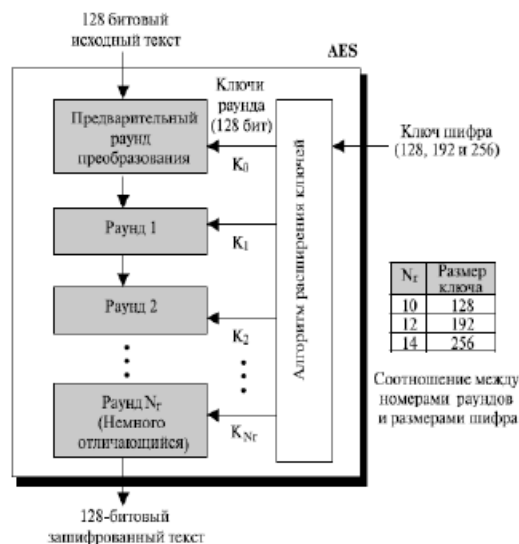 128 битовый
исходный текст
AES
Ключи
раунда
(128 бит)
Предварительный
раунд
преобразования
K₀
Ключ шифра
(128, 192 и 256)
Алгоритм расширения ключей
Раунд 1
K₁
Раунд 2
K₂
Раунд Nᵣ
(Немного
отличающийся)
K_Nr
Nᵣ Размер ключа
10 128
12 192
14 256
Соотношение между
номерами раундов
и размерами шифра
128-битовый
зашифрованный текст